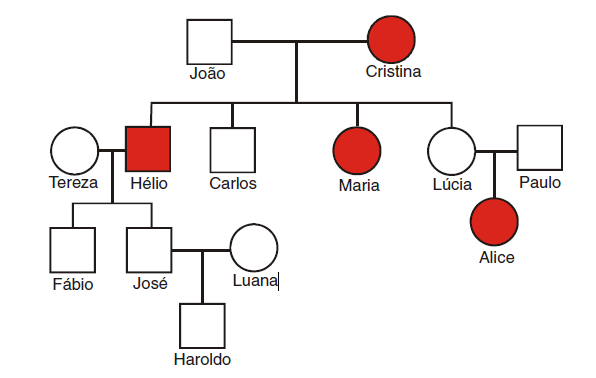 João
Cristina
Tereza
Hélio
Carlos
Maria
Lúcia
Paulo
Fábio
José
Luana
Alice
Haroldo